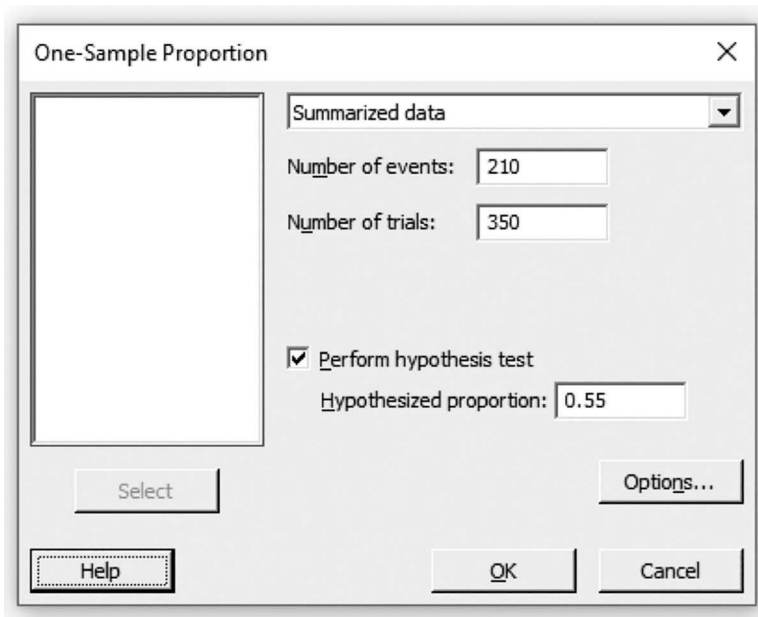 One-Sample Proportion
Summarized data
Number of events: 210
Number of trials: 350
Perform hypothesis test
Hypothesized proportion: 0.55
Select
Options...
Help
OK
Cancel